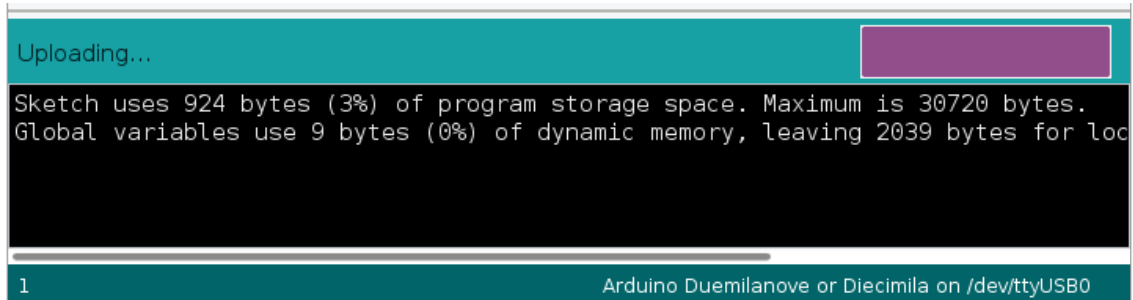 Uploading...
Sketch uses 924 bytes (3%) of program storage space. Maximum is 30720 bytes.
Global variables use 9 bytes (0%) of dynamic memory, leaving 2039 bytes for loc
1 Arduino Duemilanove or Diecimila on /dev/ttyUSB0